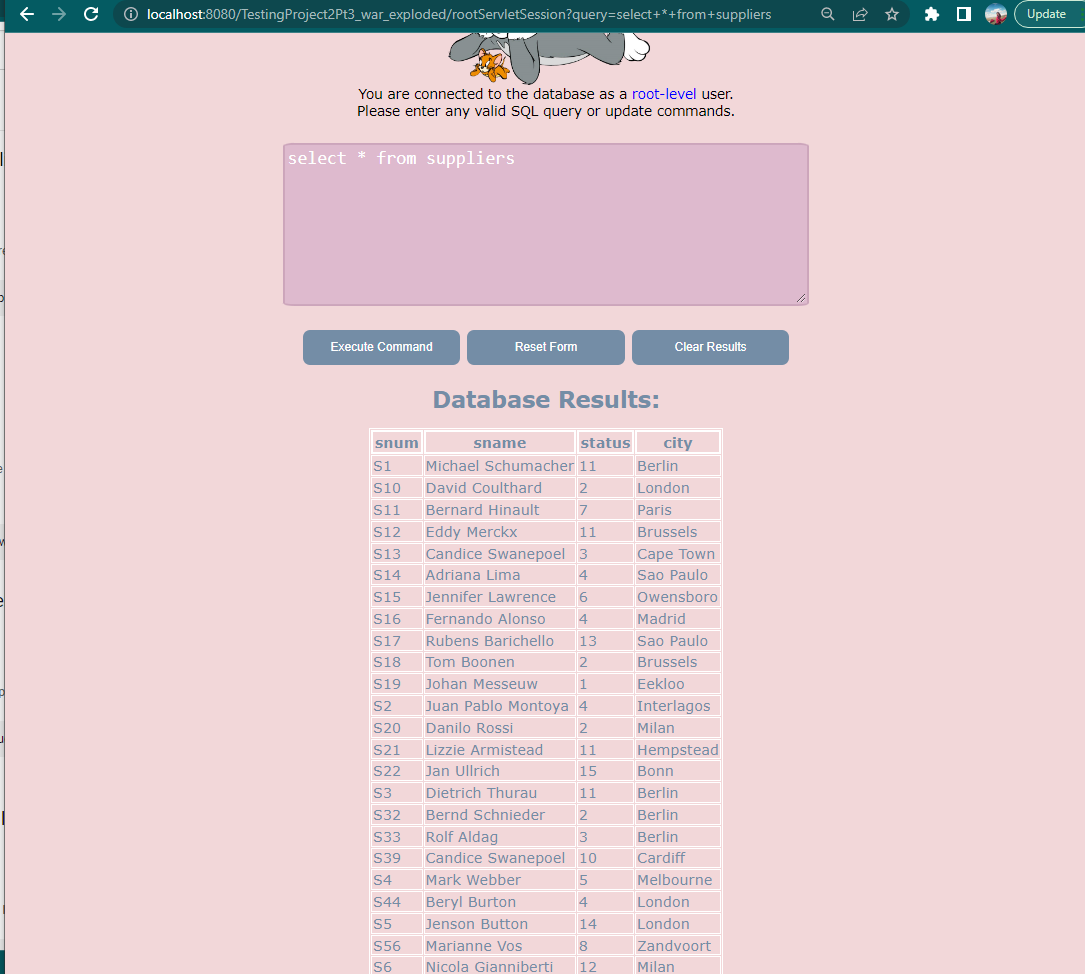 localhost:8080/TestingProject2Pt3_war_exploded/rootServletSession?query=select+*+from+suppliers
Update
You are connected to the database as a root-level user.
Please enter any valid SQL query or update commands.
select * from suppliers
Execute Command Reset Form Clear Results
Database Results:
snum sname status city
S1 Michael Schumacher 11 Berlin
S10 David Coulthard 2 London
S11 Bernard Hinault 7 Paris
S12 Eddy Merckx 11 Brussels
S13 Candice Swanepoel 3 Cape Town
S14 Adriana Lima 4 Sao Paulo
S15 Jennifer Lawrence 6 Owensboro
S16 Fernando Alonso 4 Madrid
S17 Rubens Barichello 13 Sao Paulo
S18 Tom Boonen 2 Brussels
S19 Johan Messeuw 1 Eekloo
S2 Juan Pablo Montoya 4 Interlagos
S20 Danilo Rossi 2 Milan
S21 Lizzie Armistead 11 Hempstead
S22 Jan Ullrich 15 Bonn
S3 Dietrich Thurau 11 Berlin
S32 Bernd Schnieder 2 Berlin
S33 Rolf Aldag 3 Berlin
S39 Candice Swanepoel 10 Cardiff
S4 Mark Webber 5 Melbourne
S44 Beryl Burton 4 London
S5 Jenson Button 14 London
S56 Marianne Vos 8 Zandvoort
S6 Nicola Gianniberti 12 Milan